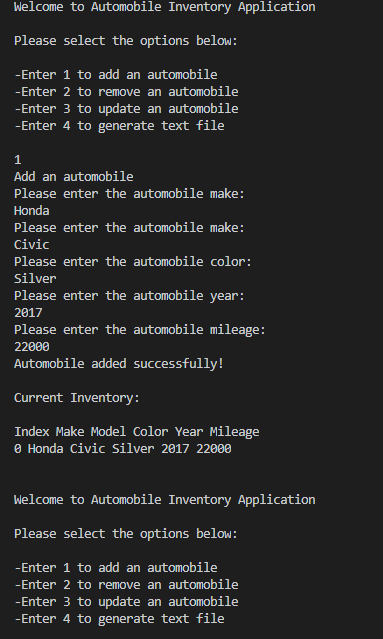 Welcome to Automobile Inventory Application
Please select the options below:
-Enter 1 to add an automobile
-Enter 2 to remove an automobile
-Enter 3 to update an automobile
-Enter 4 to generate text file
1
Add an automobile
Please enter the automobile make:
Honda
Please enter the automobile make:
Civic
Please enter the automobile color:
Silver
Please enter the automobile year:
2017
Please enter the automobile mileage:
22000
Automobile added successfully!
Current Inventory:
Index Make Model Color Year Mileage
0 Honda Civic Silver 2017 22000
Welcome to Automobile Inventory Application
Please select the options below:
-Enter 1 to add an automobile
-Enter 2 to remove an automobile
-Enter 3 to update an automobile
-Enter 4 to generate text file